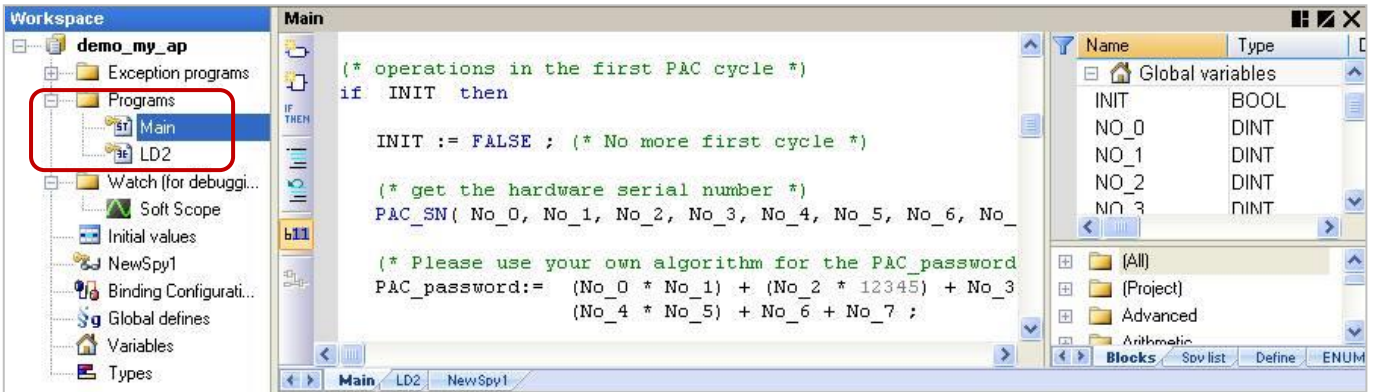 Workspace
demo_my_ap
Exception programs
Programs
ST Main
3E LD2
Watch (for debuggi...
Soft Scope
Initial values
NewSpy1
Binding Configurati...
g Global defines
Variables
Types
Main
IF
THEN
b11
(* operations in the first PAC cycle *)
if INIT then
INIT := FALSE ; (* No more first cycle *)
(* get the hardware serial number *)
PAC_SN( No_0, No_1, No_2, No_3, No_4, No_5, No_6, No_
(* Please use your own algorithm for the PAC_password
PAC_password:= (No_0 * No_1) + (No_2 * 12345) + No_3
(No_4 * No_5) + No_6 + No_7 ;
Main LD2 NewSpy1
Name Type D
Global variables
INIT BOOL
NO_0 DINT
NO_1 DINT
NO_2 DINT
NO_3 DINT
(All)
(Project)
Advanced
Arithmetic
Blocks Spy list Define ENUM